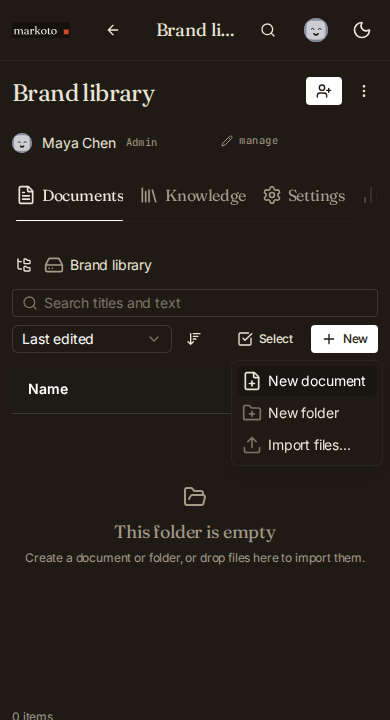 markoto
Brand li...
Brand library
Maya Chen Admin manage
Documents Knowledge Settings
Brand library
Search titles and text
Last edited Select New
New document
Name
New folder
Import files...
This folder is empty
Create a document or folder, or drop files here to import them.
0 items